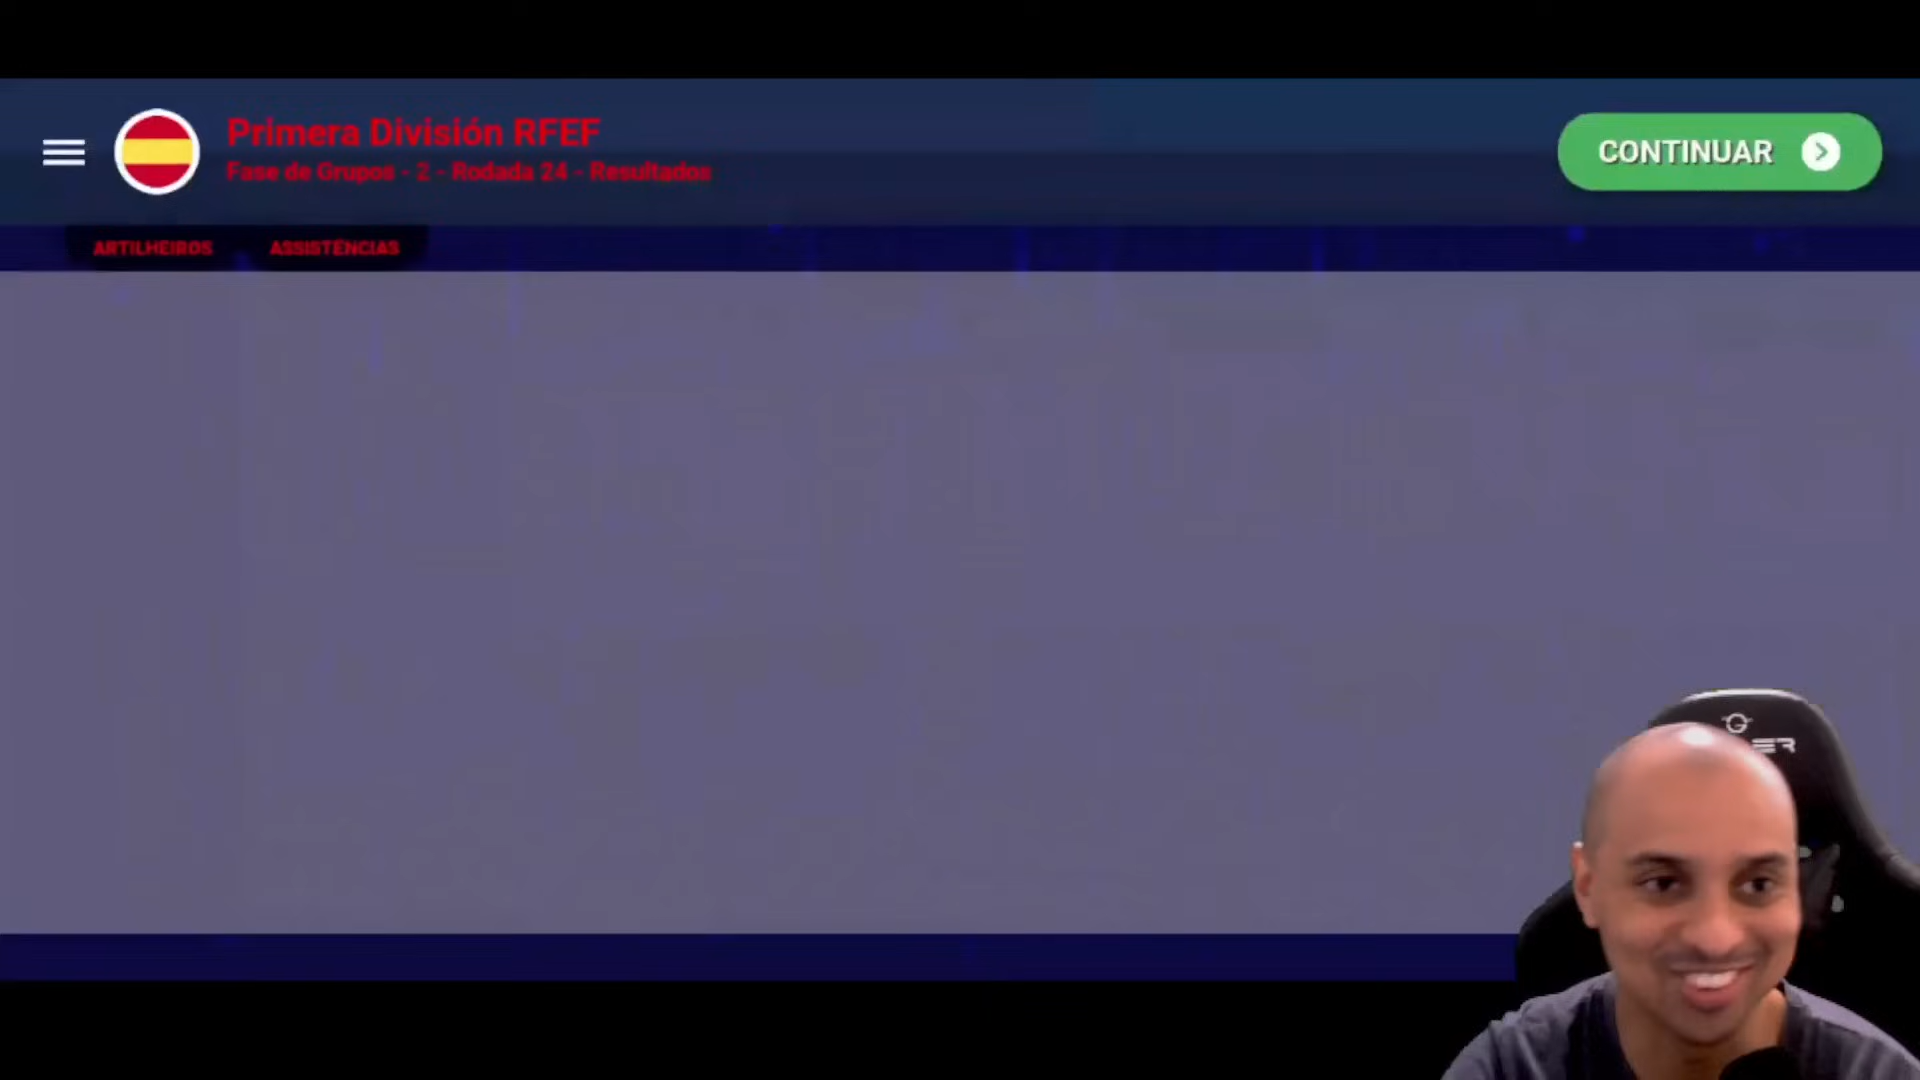 Primera División RFEF
Fase de Grupos - 2 - Rodada 24 - Resultados
CONTINUAR
ARTILHEIROS
ASSISTÊNCIAS